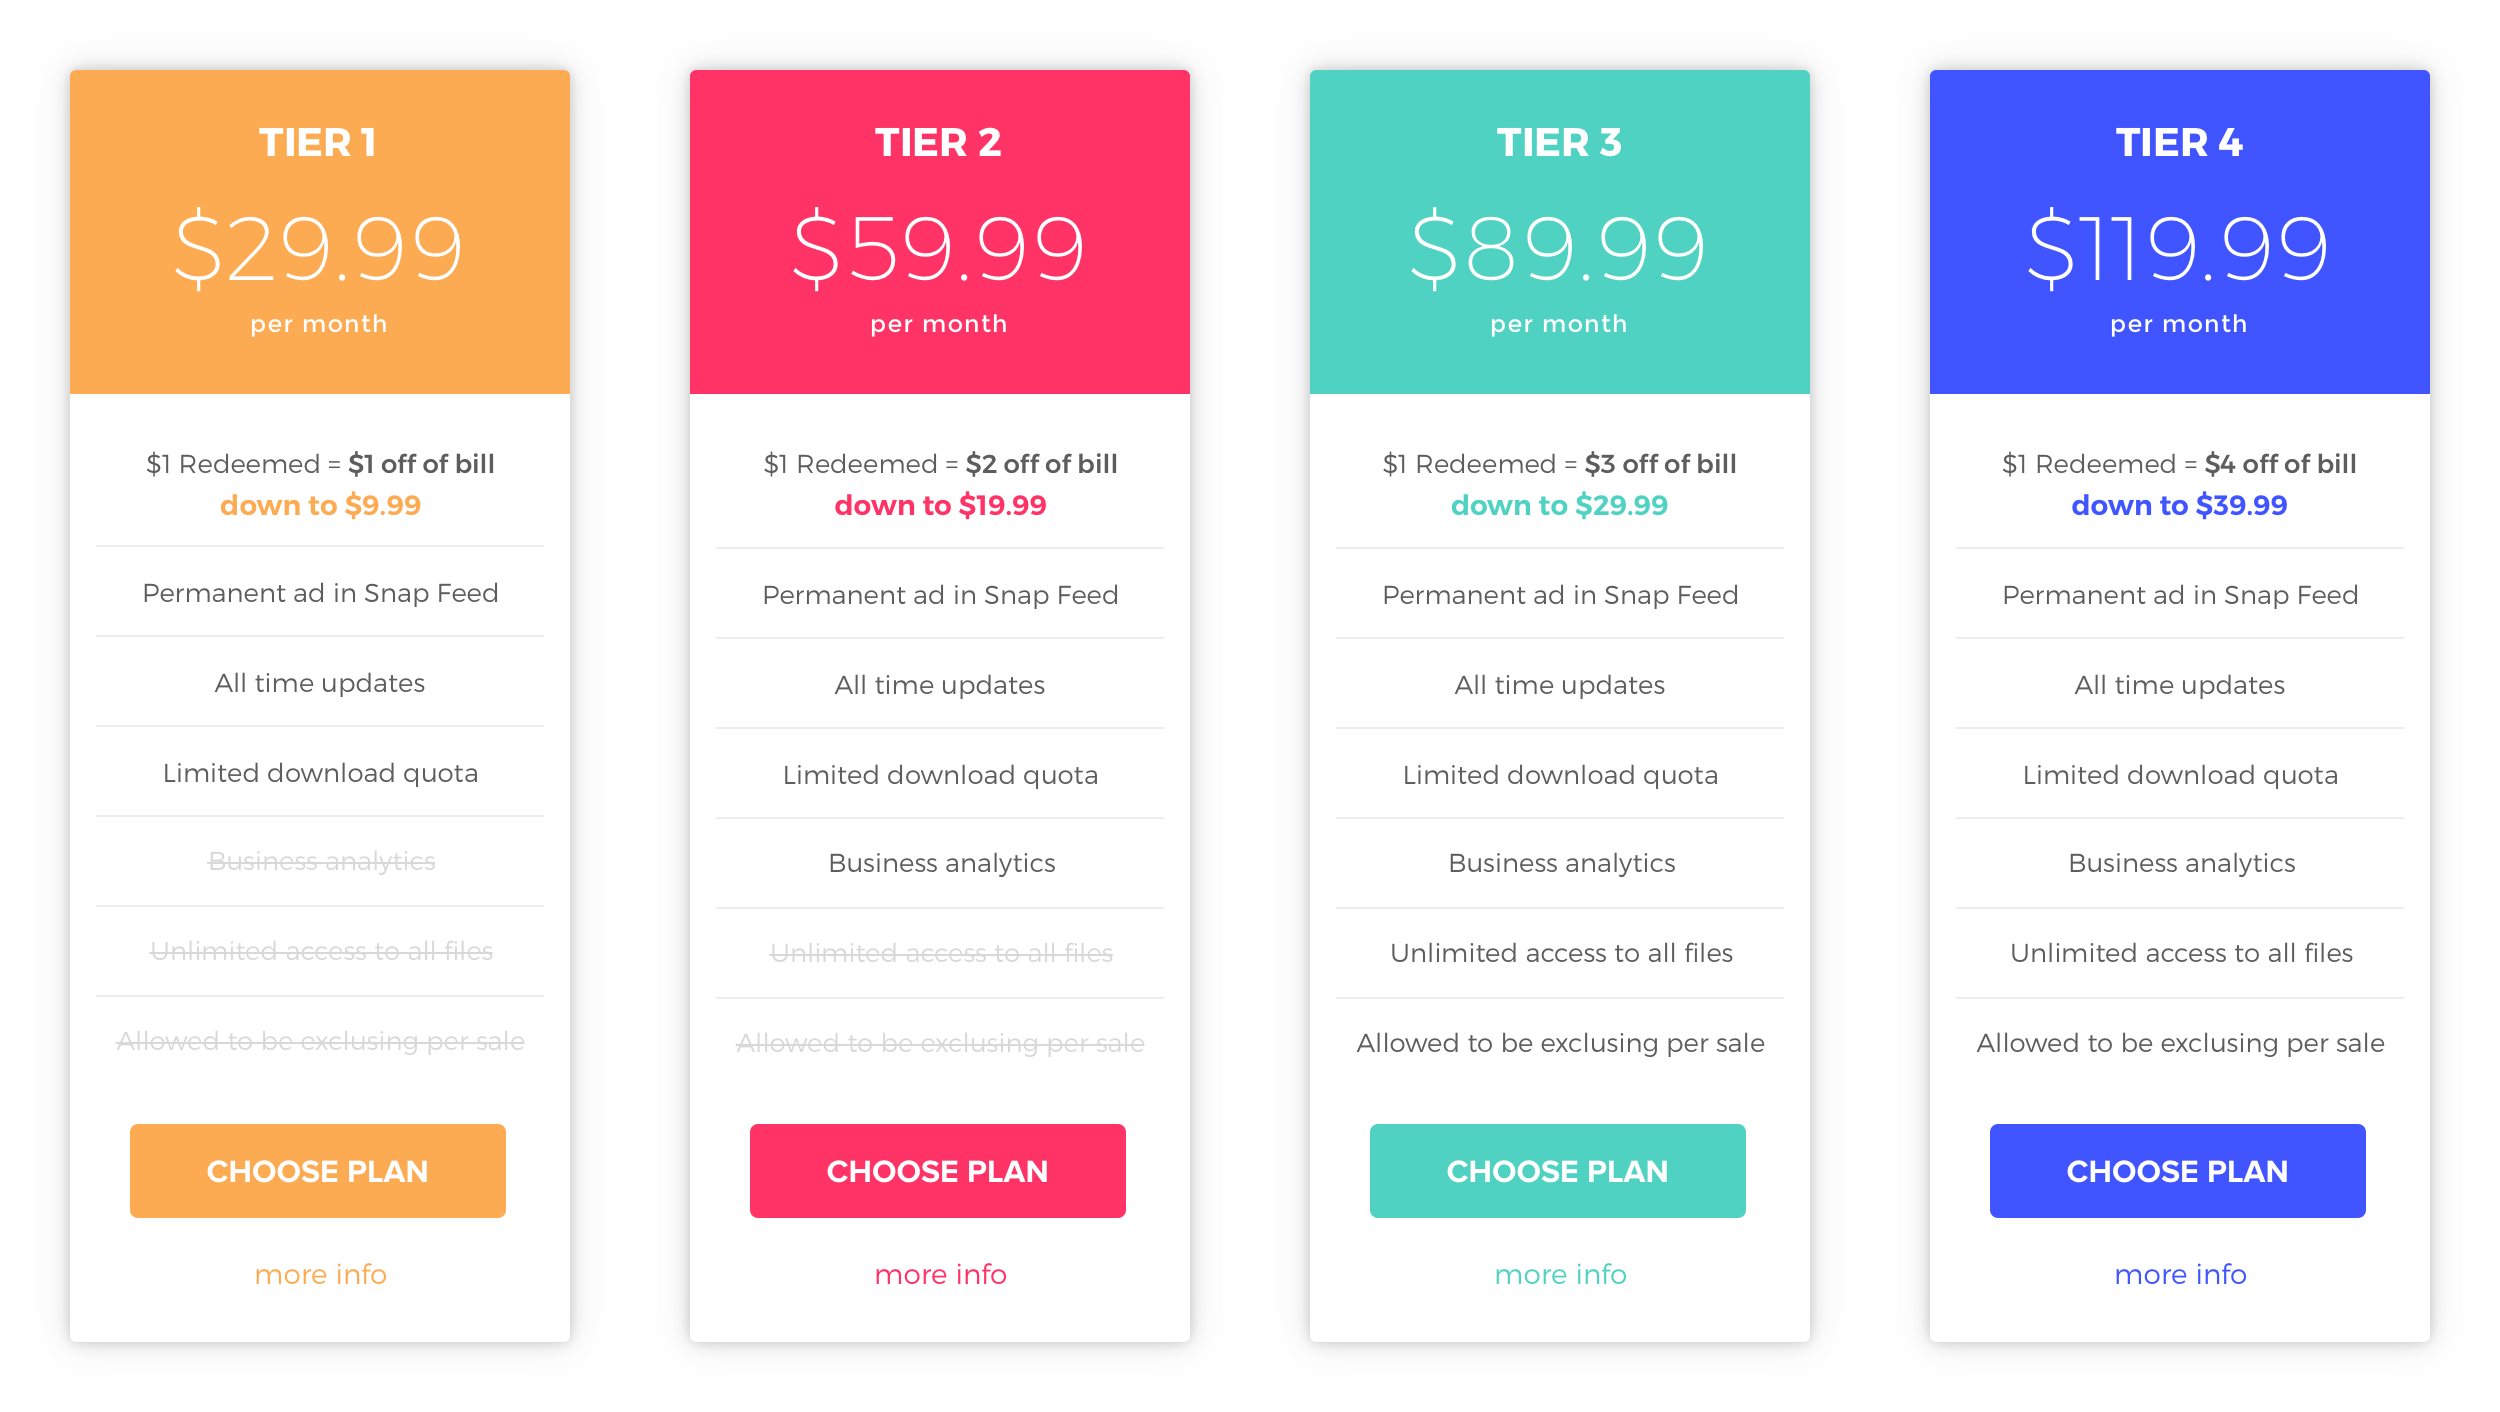 TIER 1
$29.99
per month
$1 Redeemed = $1 off of bill
down to $9.99
Permanent ad in Snap Feed
All time updates
Limited download quota
Business analytics
Unlimited access to all files
Allowed to be exclusing per sale
CHOOSE PLAN
more info
TIER 2
$59.99
per month
$1 Redeemed = $2 off of bill
down to $19.99
Permanent ad in Snap Feed
All time updates
Limited download quota
Business analytics
Unlimited access to all files
Allowed to be exclusing per sale
CHOOSE PLAN
more info
TIER 3
$89.99
per month
$1 Redeemed = $3 off of bill
down to $29.99
Permanent ad in Snap Feed
All time updates
Limited download quota
Business analytics
Unlimited access to all files
Allowed to be exclusing per sale
CHOOSE PLAN
more info
TIER 4
$119.99
per month
$1 Redeemed = $4 off of bill
down to $39.99
Permanent ad in Snap Feed
All time updates
Limited download quota
Business analytics
Unlimited access to all files
Allowed to be exclusing per sale
CHOOSE PLAN
more info